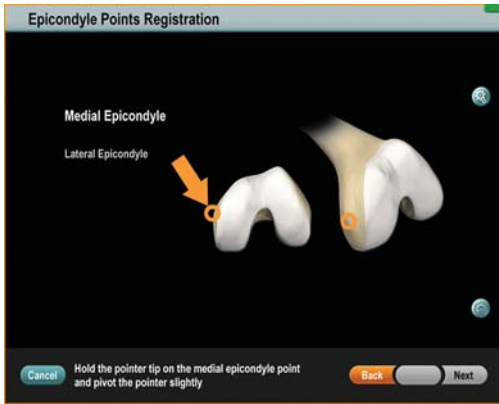 Epicondyle Points Registration
Medial Epicondyle
Lateral Epicondyle
Cancel
Hold the pointer tip on the medial epicondyle point
and pivot the pointer slightly
Back
Next